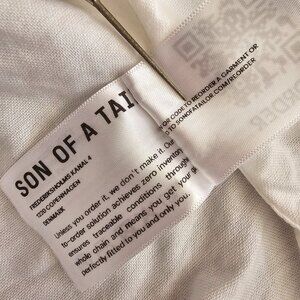 SON OF A TAI
FREDERIKSHOLMS KANAL 4
1220 COPENHAGEN
DENMARK
Unless you order it, we don't make it. Our
to-order solution achieves zero inventory
ensures traceable conditions through
whole chain and means you get your
perfectly fitted to you and only you.
OR CODE TO REORDER A GARMENT OR
TO SONOFATAILOR.COM/REORDER